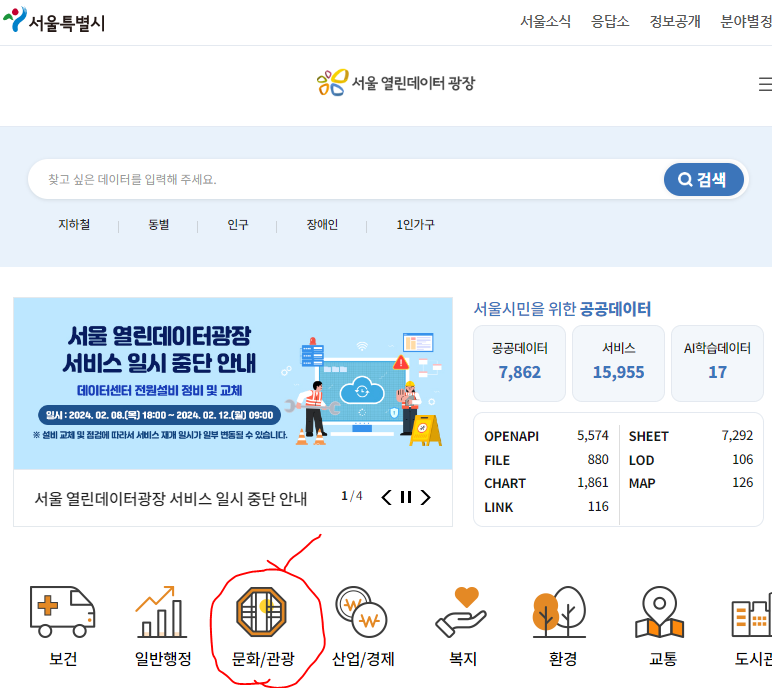 서울특별시
서울소식 응답소 정보공개 분야별정
서울 열린데이터 광장
찾고 싶은 데이터를 입력해 주세요.
검색
지하철 동별 인구 장애인 1인가구
서울 열린데이터광장
서비스 일시 중단 안내
데이터센터 전원설비 정비 및 교체
일시 : 2024. 02. 08.(목) 18:00 ~ 2024. 02. 12.(월) 09:00
※ 설비 교체 및 점검에 따라서 서비스 재개 일시가 일부 변동될 수 있습니다.
서울 열린데이터광장 서비스 일시 중단 안내
1/4
서울시민을 위한 공공데이터
공공데이터 서비스 AI학습데이터
7,862 15,955 17
OPENAPI 5,574 SHEET 7,292
FILE 880 LOD 106
CHART 1,861 MAP 126
LINK 116
보건 일반행정 문화/관광 산업/경제 복지 환경 교통 도시관